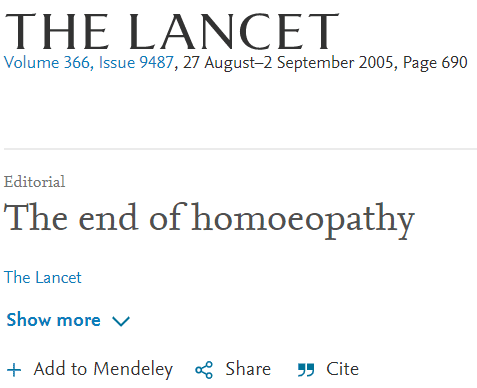 THE LANCET
Volume 366, Issue 9487, 27 August–2 September 2005, Page 690
Editorial
The end of homoeopathy
The Lancet
Show more
Add to Mendeley Share Cite